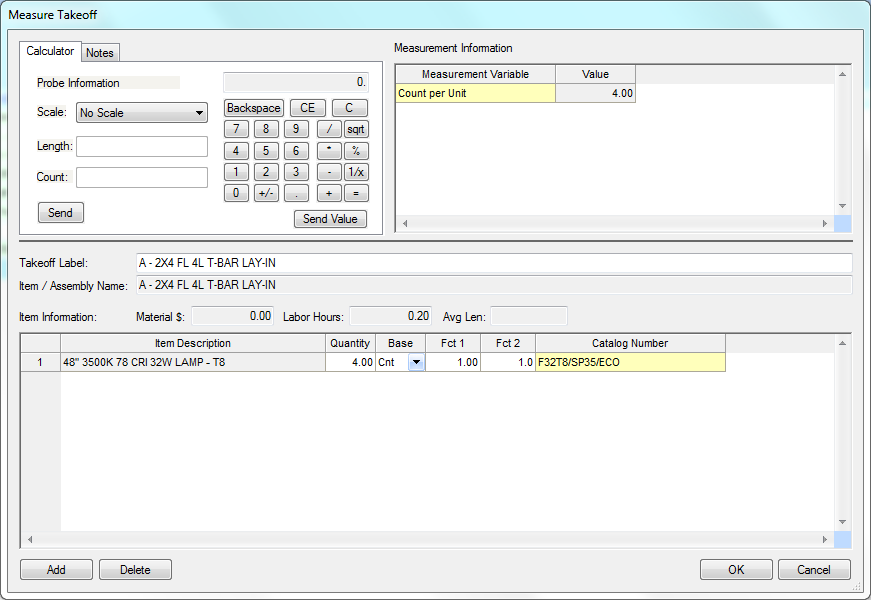 Measure Takeoff
Calculator Notes
Probe Information
Scale: No Scale
Length:
Count:
Send
0.
Backspace CE C
7 8 9 / sqrt
4 5 6 * %
1 2 3 - 1/x
0 +/- . + =
Send Value
Measurement Information
Measurement Variable Value
Count per Unit 4.00
Takeoff Label: A - 2X4 FL 4L T-BAR LAY-IN
Item / Assembly Name: A - 2X4 FL 4L T-BAR LAY-IN
Item Information: Material $: 0.00 Labor Hours: 0.20 Avg Len:
Item Description Quantity Base Fct 1 Fct 2 Catalog Number
1 48" 3500K 78 CRI 32W LAMP - T8 4.00 Cnt 1.00 1.0 F32T8/SP35/ECO
Add Delete OK Cancel